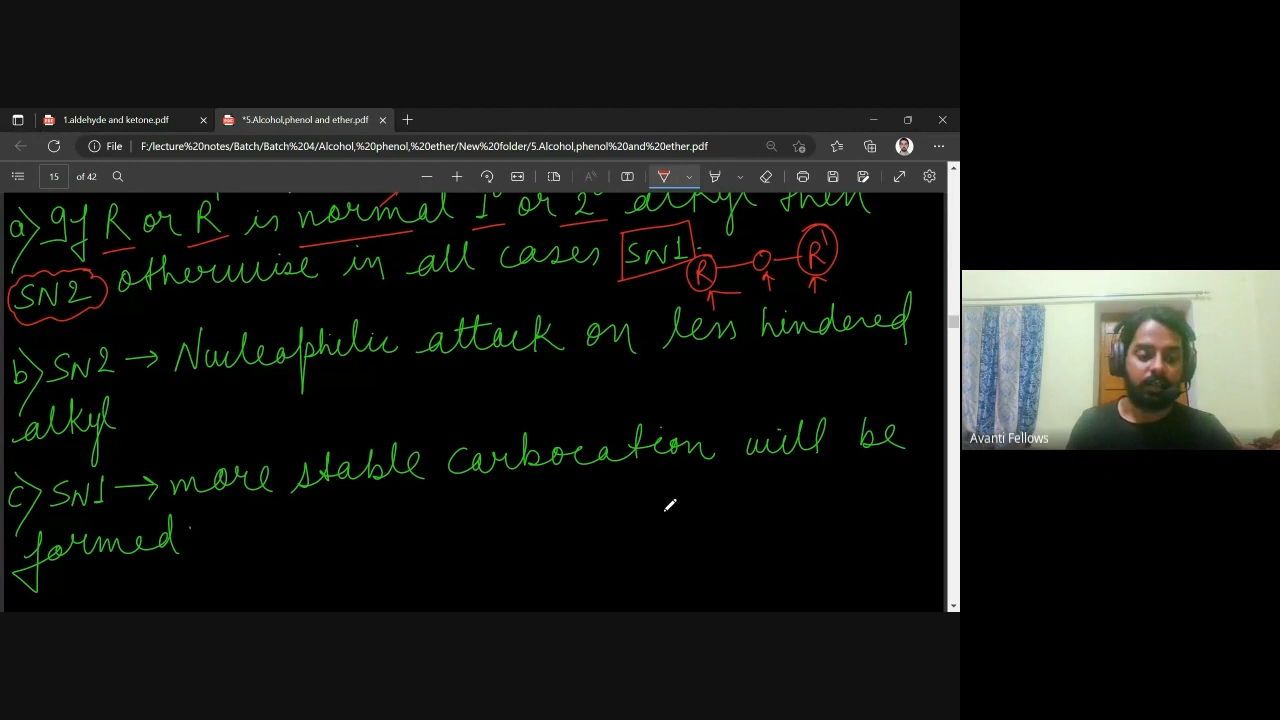 1.aldehyde and ketone.pdf
*5.Alcohol,phenol and ether.pdf
File
F:/lecture%20notes/Batch/Batch%204/Alcohol,%20phenol,%20ether/New%20folder/5.Alcohol,phenol%20and%20ether.pdf
15 of 42
a) If R or R' is normal 1° or 2° alkyl then
SN2 otherwise in all cases SN1.
R-O-R'
b) SN2 → Nucleophilic attack on less hindered
alkyl
c) SN1 → more stable carbocation will be
formed.
Avanti Fellows